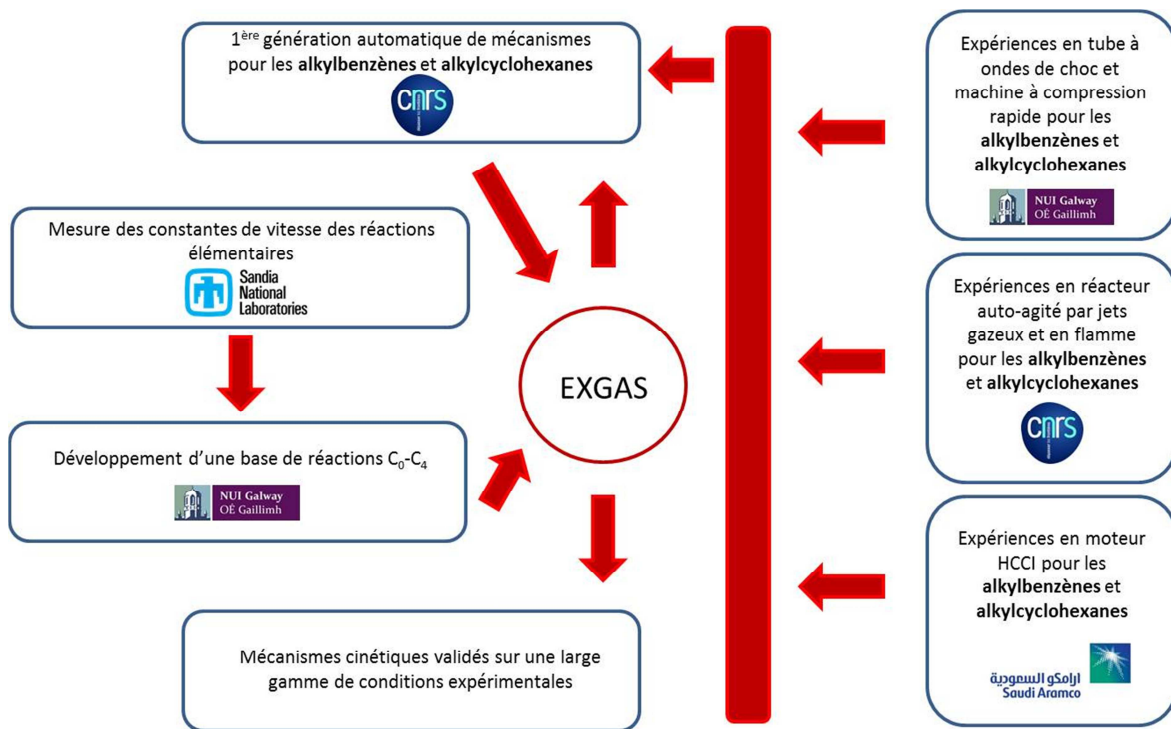 1ère génération automatique de mécanismes
pour les alkylbenzènes et alkylcyclohexanes
cnrs
Mesure des constantes de vitesse des réactions
élémentaires
Sandia
National
Laboratories
Développement d'une base de réactions C₀-C₄
NUI Galway
OÉ Gaillimh
EXGAS
Mécanismes cinétiques validés sur une large
gamme de conditions expérimentales
Expériences en tube à
ondes de choc et
machine à compression
rapide pour les
alkylbenzènes et
alkylcyclohexanes
NUI Galway
OÉ Gaillimh
Expériences en réacteur
auto-agité par jets
gazeux et en flamme
pour les alkylbenzènes
et alkylcyclohexanes
cnrs
Expériences en moteur
HCCI pour les
alkylbenzènes et
alkylcyclohexanes
ارامكو السعودية
Saudi Aramco